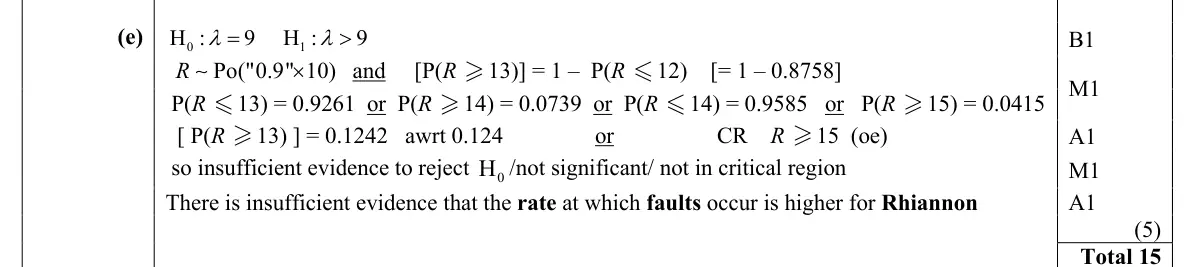 (e) H₀ : λ = 9 H₁ : λ > 9 B1
R ~ Po("0.9"×10) and [P(R ⩾ 13)] = 1 – P(R ⩽ 12) [= 1 – 0.8758]
M1
P(R ⩽ 13) = 0.9261 or P(R ⩾ 14) = 0.0739 or P(R ⩽ 14) = 0.9585 or P(R ⩾ 15) = 0.0415
[ P(R ⩾ 13) ] = 0.1242 awrt 0.124 or CR R ⩾ 15 (oe) A1
so insufficient evidence to reject H₀ /not significant/ not in critical region M1
There is insufficient evidence that the rate at which faults occur is higher for Rhiannon A1
(5)
Total 15